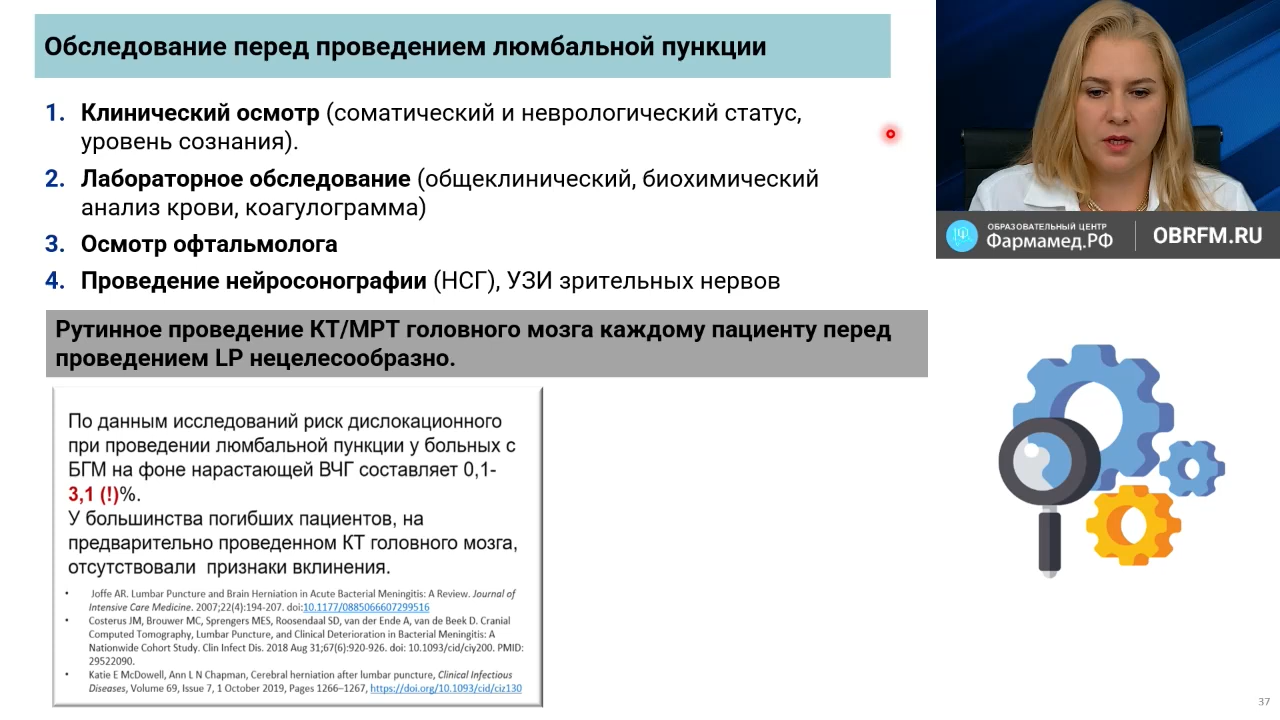 Обследование перед проведением люмбальной пункции
1. Клинический осмотр (соматический и неврологический статус,
уровень сознания).
2. Лабораторное обследование (общеклинический, биохимический
анализ крови, коагулограмма)
3. Осмотр офтальмолога
4. Проведение нейросонографии (НСГ), УЗИ зрительных нервов
Рутинное проведение КТ/МРТ головного мозга каждому пациенту перед
проведением LP нецелесообразно.
По данным исследований риск дислокационного
при проведении люмбальной пункции у больных с
БГМ на фоне нарастающей ВЧГ составляет 0,1-
3,1 (!)%.
У большинства погибших пациентов, на
предварительно проведенном КТ головного мозга,
отсутствовали признаки вклинения.
• Joffe AR. Lumbar Puncture and Brain Herniation in Acute Bacterial Meningitis: A Review. Journal of
Intensive Care Medicine. 2007;22(4):194-207. doi:10.1177/0885066607299516
• Costerus JM, Brouwer MC, Sprengers MES, Roosendaal SD, van der Ende A, van de Beek D. Cranial
Computed Tomography, Lumbar Puncture, and Clinical Deterioration in Bacterial Meningitis: A
Nationwide Cohort Study. Clin Infect Dis. 2018 Aug 31;67(6):920-926. doi: 10.1093/cid/ciy200. PMID:
29522090.
• Katie E McDowell, Ann L N Chapman, Cerebral herniation after lumbar puncture, Clinical Infectious
Diseases, Volume 69, Issue 7, 1 October 2019, Pages 1266–1267, https://doi.org/10.1093/cid/ciz130
ОБРАЗОВАТЕЛЬНЫЙ ЦЕНТР
Фармамед.РФ
OBRFM.RU
37